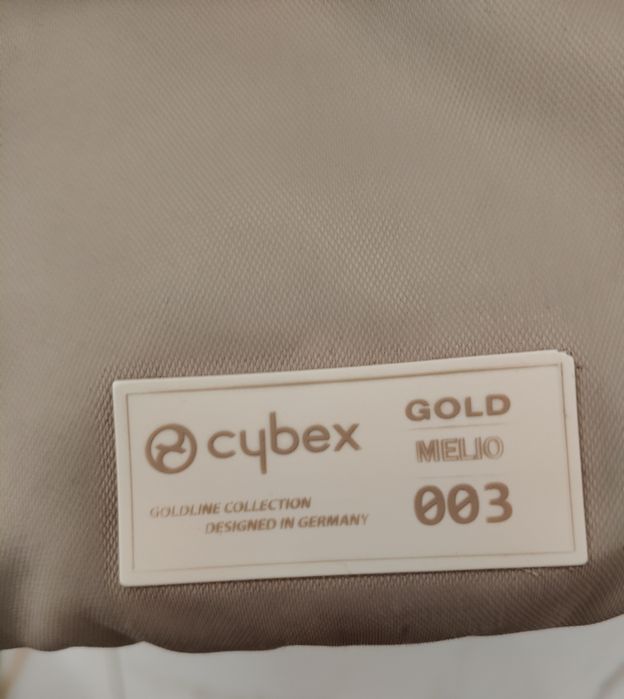 cybex
GOLDLINE COLLECTION
DESIGNED IN GERMANY
GOLD
MELIO
003